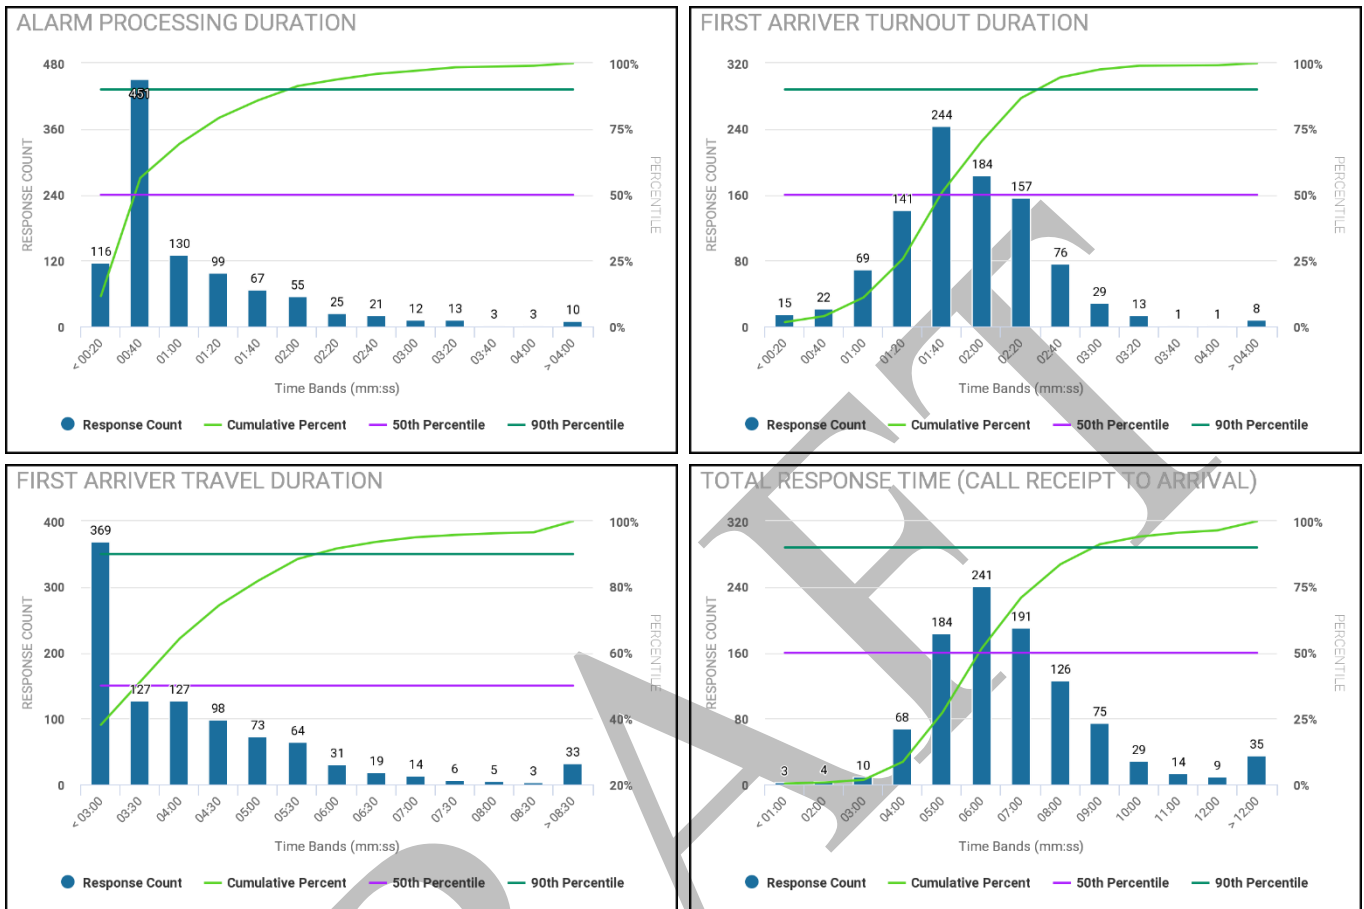 ALARM PROCESSING DURATION
480 100%
360 75%
240 50%
120 25%
0 0%
RESPONSE COUNT
PERCENTILE
116 451 130 99 67 55 25 21 12 13 3 3 10
< 00:20 00:40 01:00 01:20 01:40 02:00 02:20 02:40 03:00 03:20 03:40 04:00 > 04:00
Time Bands (mm:ss)
Response Count Cumulative Percent 50th Percentile 90th Percentile
FIRST ARRIVER TURNOUT DURATION
320 100%
240 75%
160 50%
80 25%
0 0%
RESPONSE COUNT
PERCENTILE
15 22 69 141 244 184 157 76 29 13 1 1 8
< 00:20 00:40 01:00 01:20 01:40 02:00 02:20 02:40 03:00 03:20 03:40 04:00 > 04:00
Time Bands (mm:ss)
Response Count Cumulative Percent 50th Percentile 90th Percentile
FIRST ARRIVER TRAVEL DURATION
400 100%
300 80%
200 60%
100 40%
0 20%
RESPONSE COUNT
PERCENTILE
369 127 127 98 73 64 31 19 14 6 5 3 33
< 03:00 03:30 04:00 04:30 05:00 05:30 06:00 06:30 07:00 07:30 08:00 08:30 > 08:30
Time Bands (mm:ss)
Response Count Cumulative Percent 50th Percentile 90th Percentile
TOTAL RESPONSE TIME (CALL RECEIPT TO ARRIVAL)
320 100%
240 75%
160 50%
80 25%
0 0%
RESPONSE COUNT
PERCENTILE
3 4 10 68 184 241 191 126 75 29 14 9 35
< 01:00 02:00 03:00 04:00 05:00 06:00 07:00 08:00 09:00 10:00 11:00 12:00 > 12:00
Time Bands (mm:ss)
Response Count Cumulative Percent 50th Percentile 90th Percentile